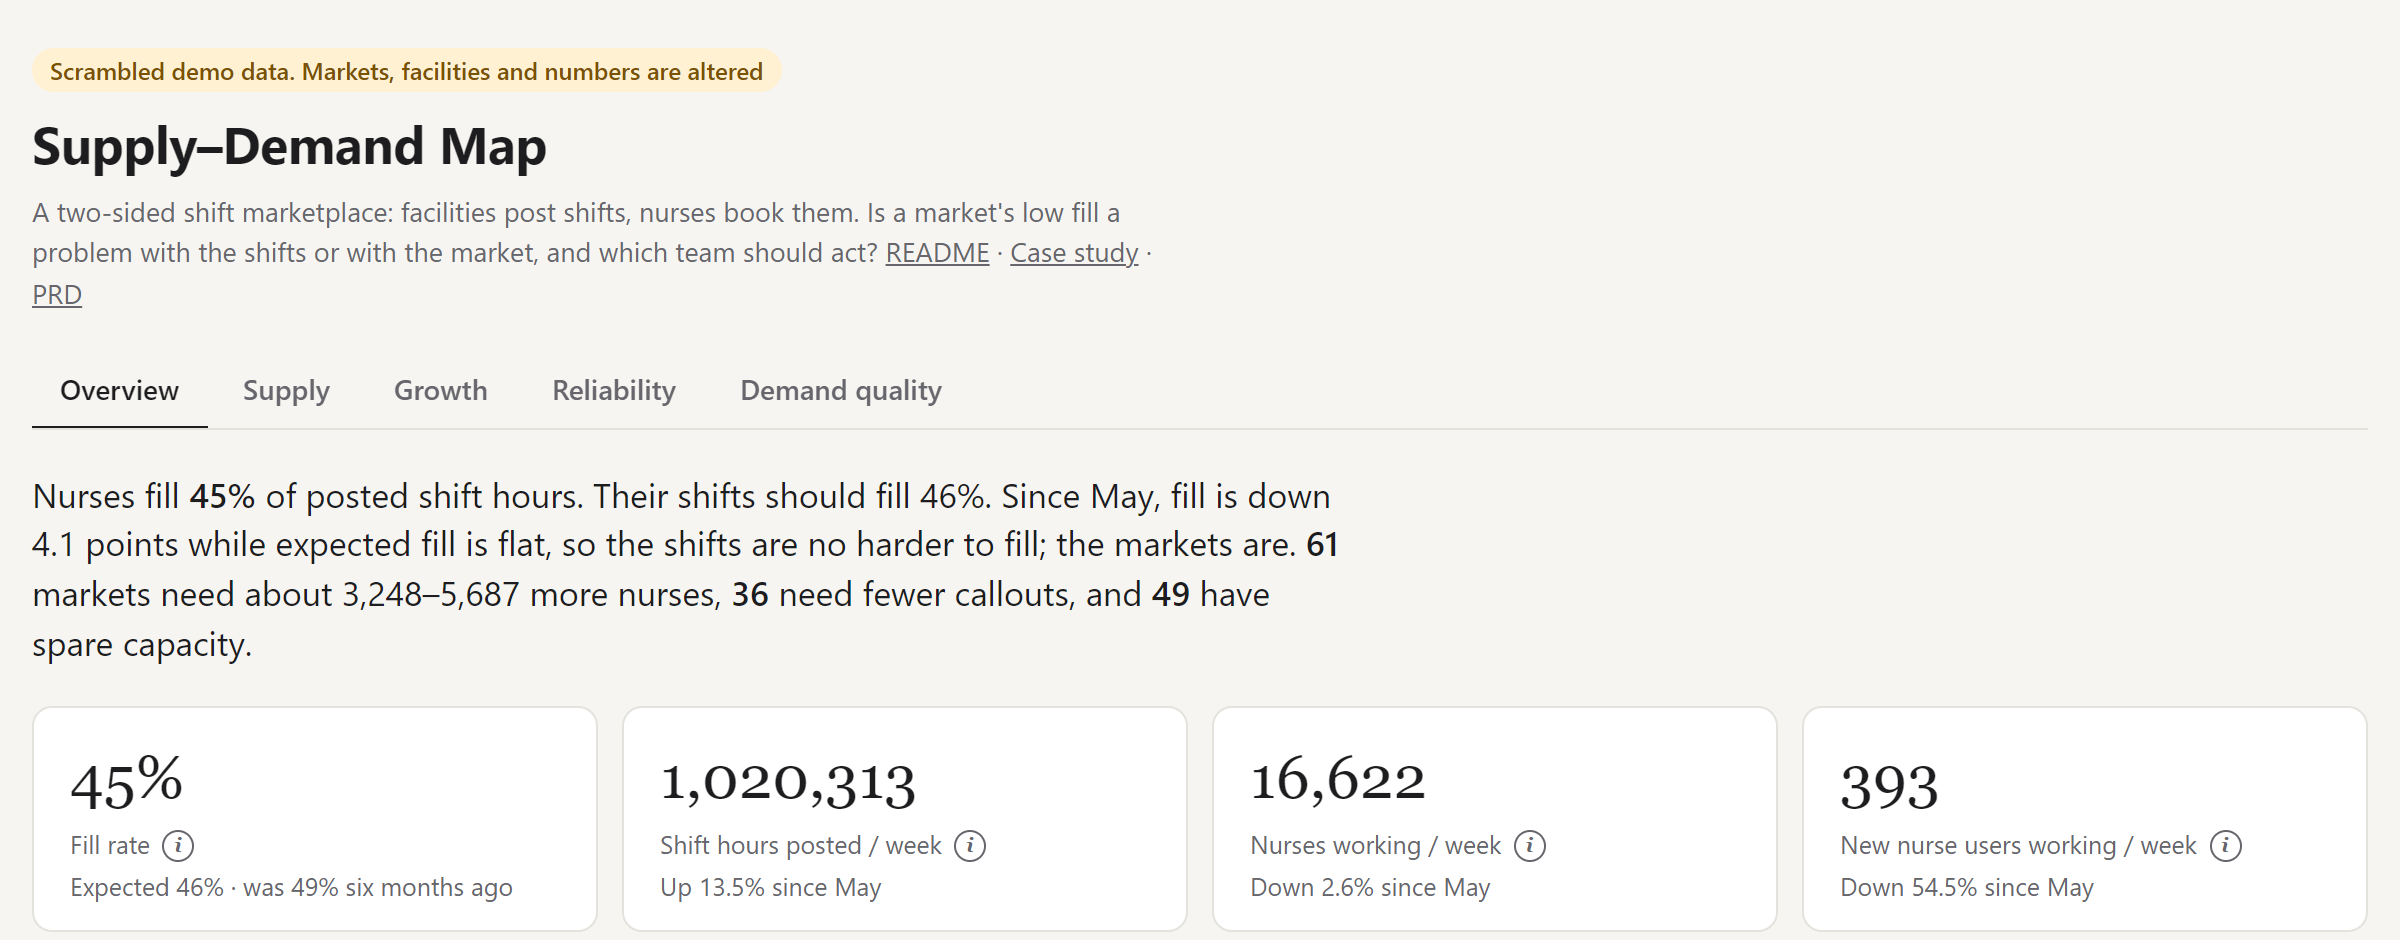 Scrambled demo data. Markets, facilities and numbers are altered
Supply–Demand Map
A two-sided shift marketplace: facilities post shifts, nurses book them. Is a market's low fill a
problem with the shifts or with the market, and which team should act? README · Case study ·
PRD
Overview Supply Growth Reliability Demand quality
Nurses fill 45% of posted shift hours. Their shifts should fill 46%. Since May, fill is down
4.1 points while expected fill is flat, so the shifts are no harder to fill; the markets are. 61
markets need about 3,248–5,687 more nurses, 36 need fewer callouts, and 49 have
spare capacity.
45%
Fill rate i
Expected 46% · was 49% six months ago
1,020,313
Shift hours posted / week i
Up 13.5% since May
16,622
Nurses working / week i
Down 2.6% since May
393
New nurse users working / week i
Down 54.5% since May